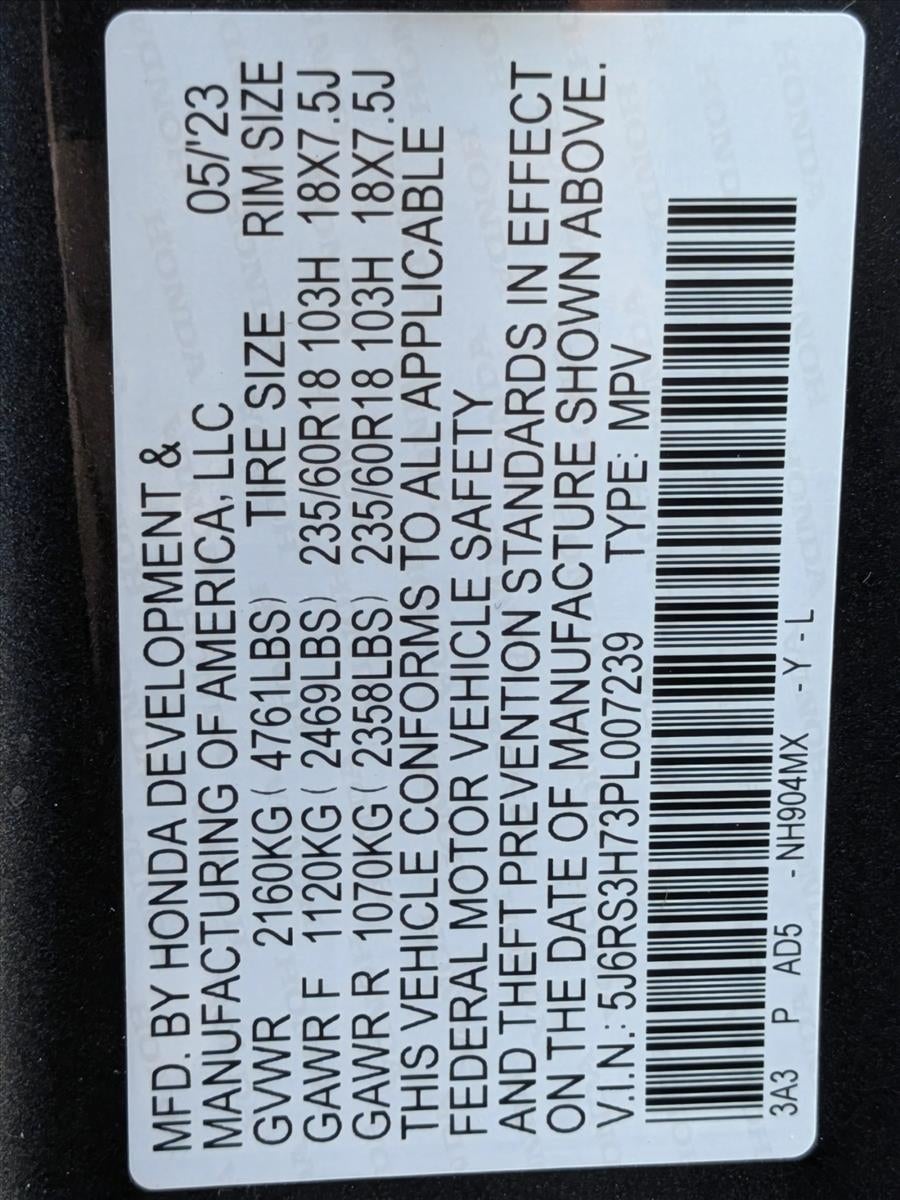 MFD. BY HONDA DEVELOPMENT &
MANUFACTURING OF AMERICA, LLC 05/'23
GVWR 2160KG ( 4761LBS) TIRE SIZE RIM SIZE
GAWR F 1120KG ( 2469LBS) 235/60R18 103H 18X7.5J
GAWR R 1070KG ( 2358LBS) 235/60R18 103H 18X7.5J
THIS VEHICLE CONFORMS TO ALL APPLICABLE
FEDERAL MOTOR VEHICLE SAFETY
AND THEFT PREVENTION STANDARDS IN EFFECT
ON THE DATE OF MANUFACTURE SHOWN ABOVE.
V.I.N.: 5J6RS3H73PL007239 TYPE: MPV
3A3 P AD5 - NH904MX - Y - L